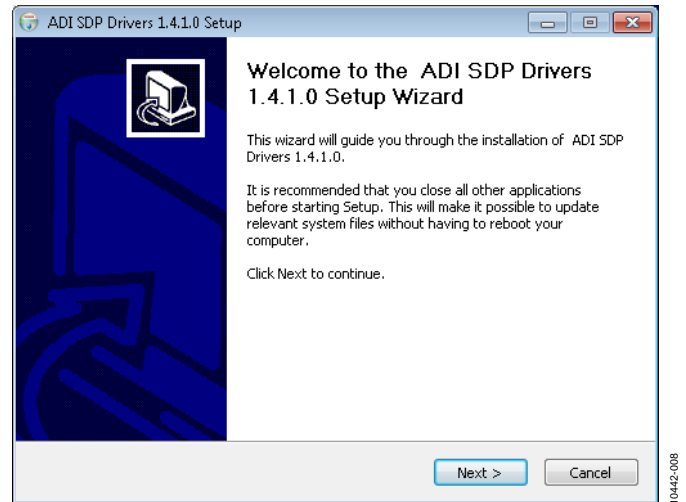 ADI SDP Drivers 1.4.1.0 Setup
Welcome to the ADI SDP Drivers
1.4.1.0 Setup Wizard
This wizard will guide you through the installation of ADI SDP
Drivers 1.4.1.0.
It is recommended that you close all other applications
before starting Setup. This will make it possible to update
relevant system files without having to reboot your
computer.
Click Next to continue.
Next >
Cancel
10442-008